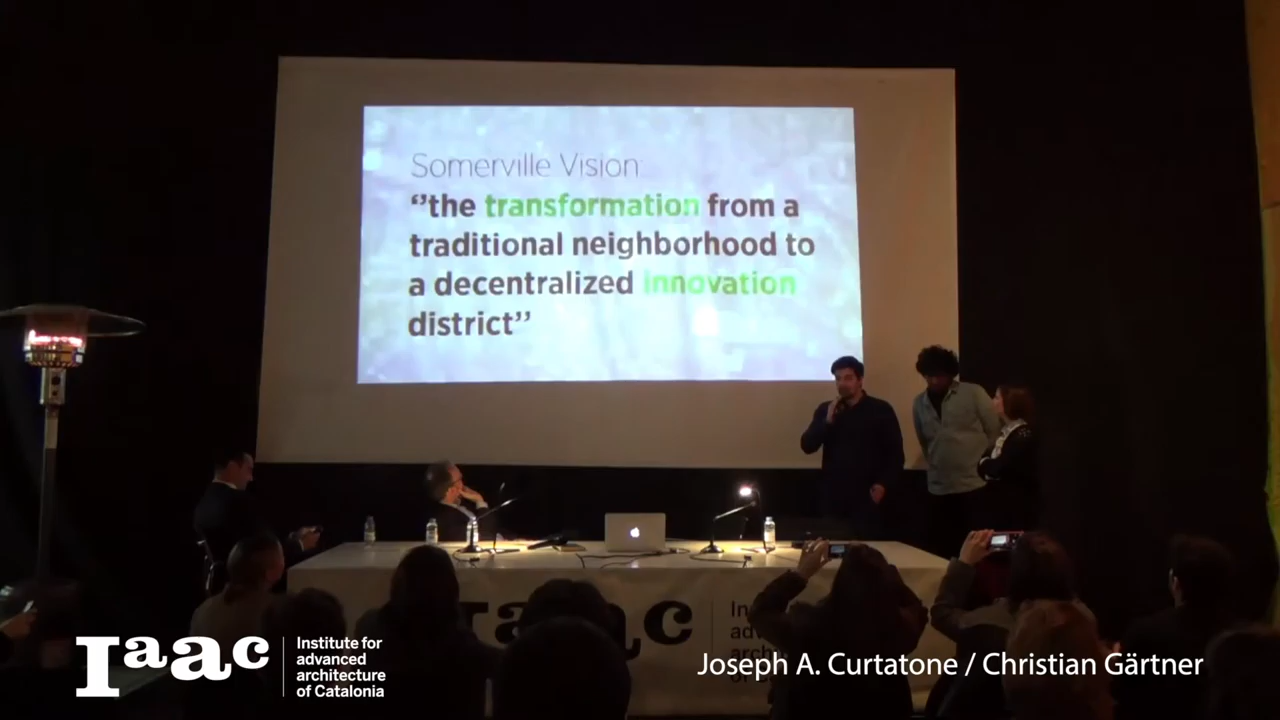 Somerville Vision:
‘’the transformation from a
traditional neighborhood to
a decentralized innovation
district’’
Iaac
Iaac
Institute for
advanced
architecture
of Catalonia
Joseph A. Curtatone / Christian Gärtner